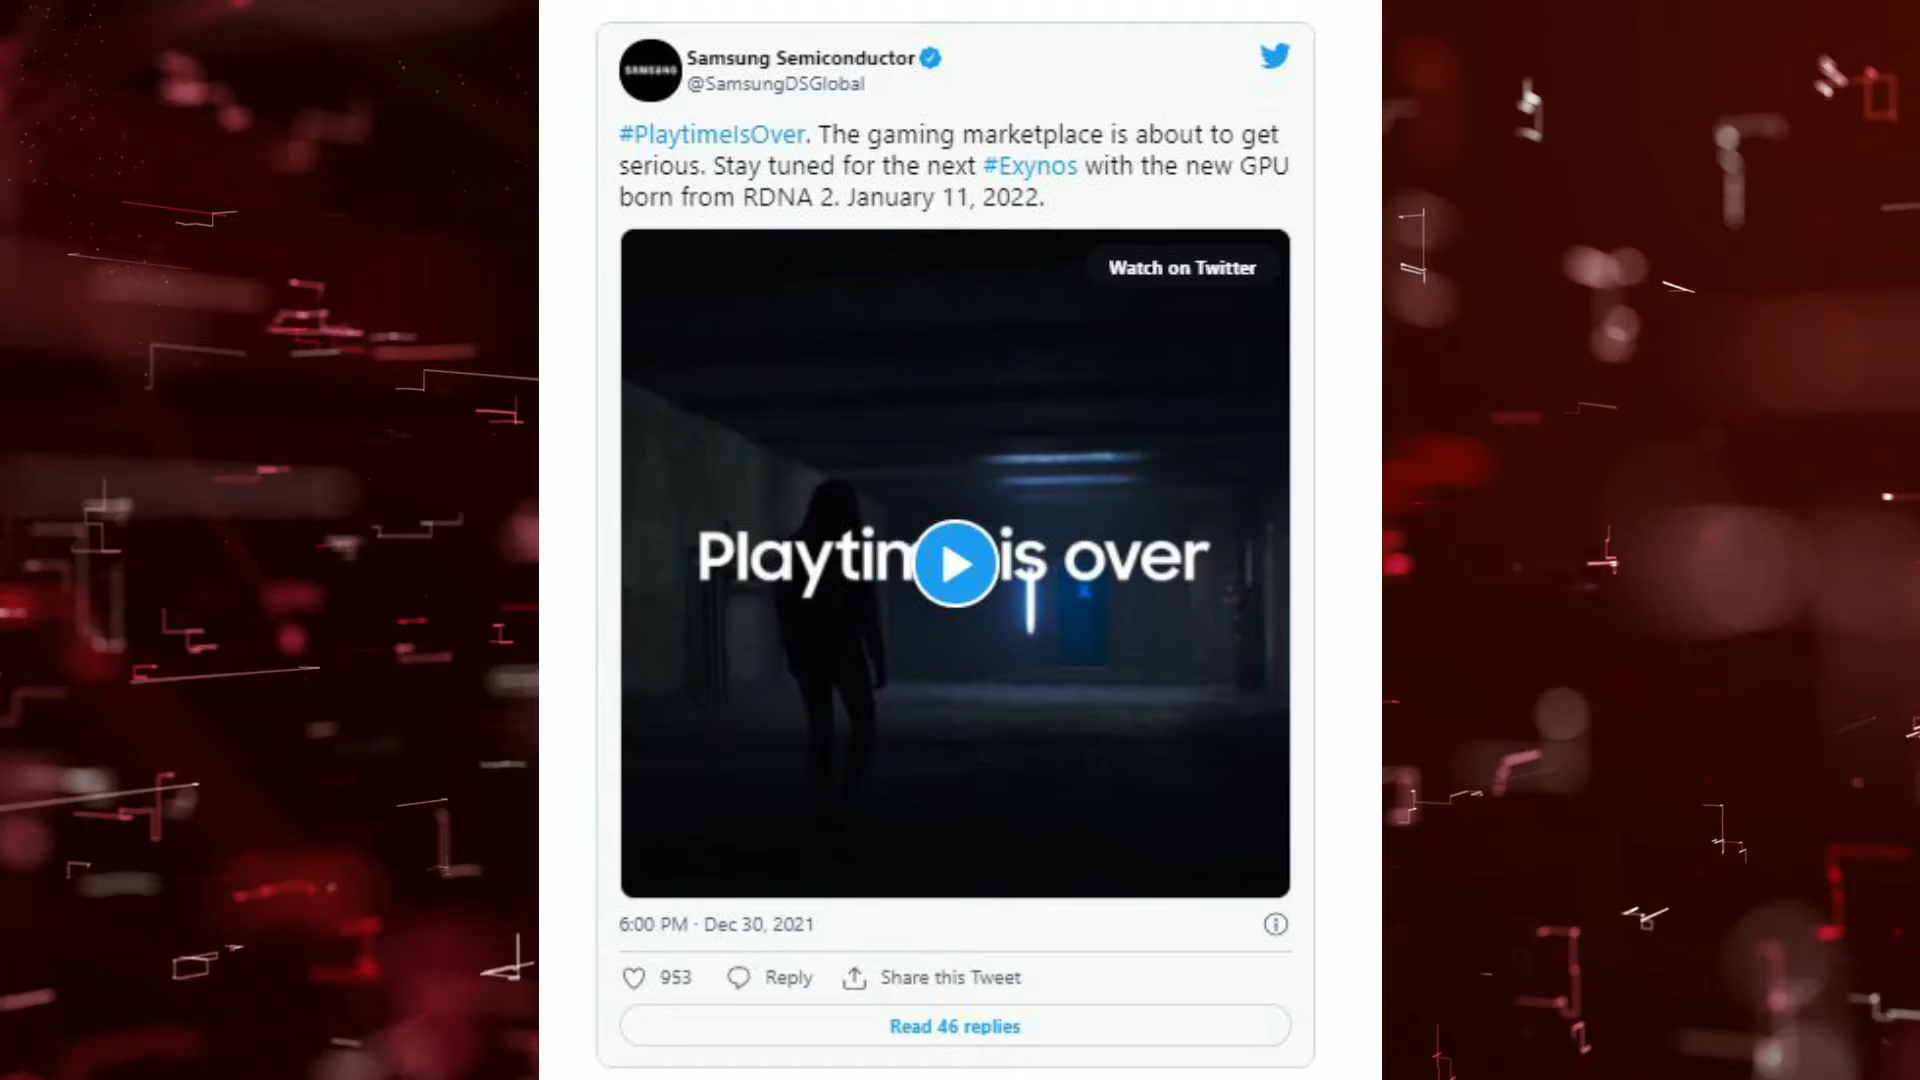 SAMSUNG
Samsung Semiconductor
@SamsungDSGlobal
#PlaytimeIsOver. The gaming marketplace is about to get
serious. Stay tuned for the next #Exynos with the new GPU
born from RDNA 2. January 11, 2022.
Watch on Twitter
Playtim is over
6:00 PM · Dec 30, 2021
953 Reply Share this Tweet
Read 46 replies